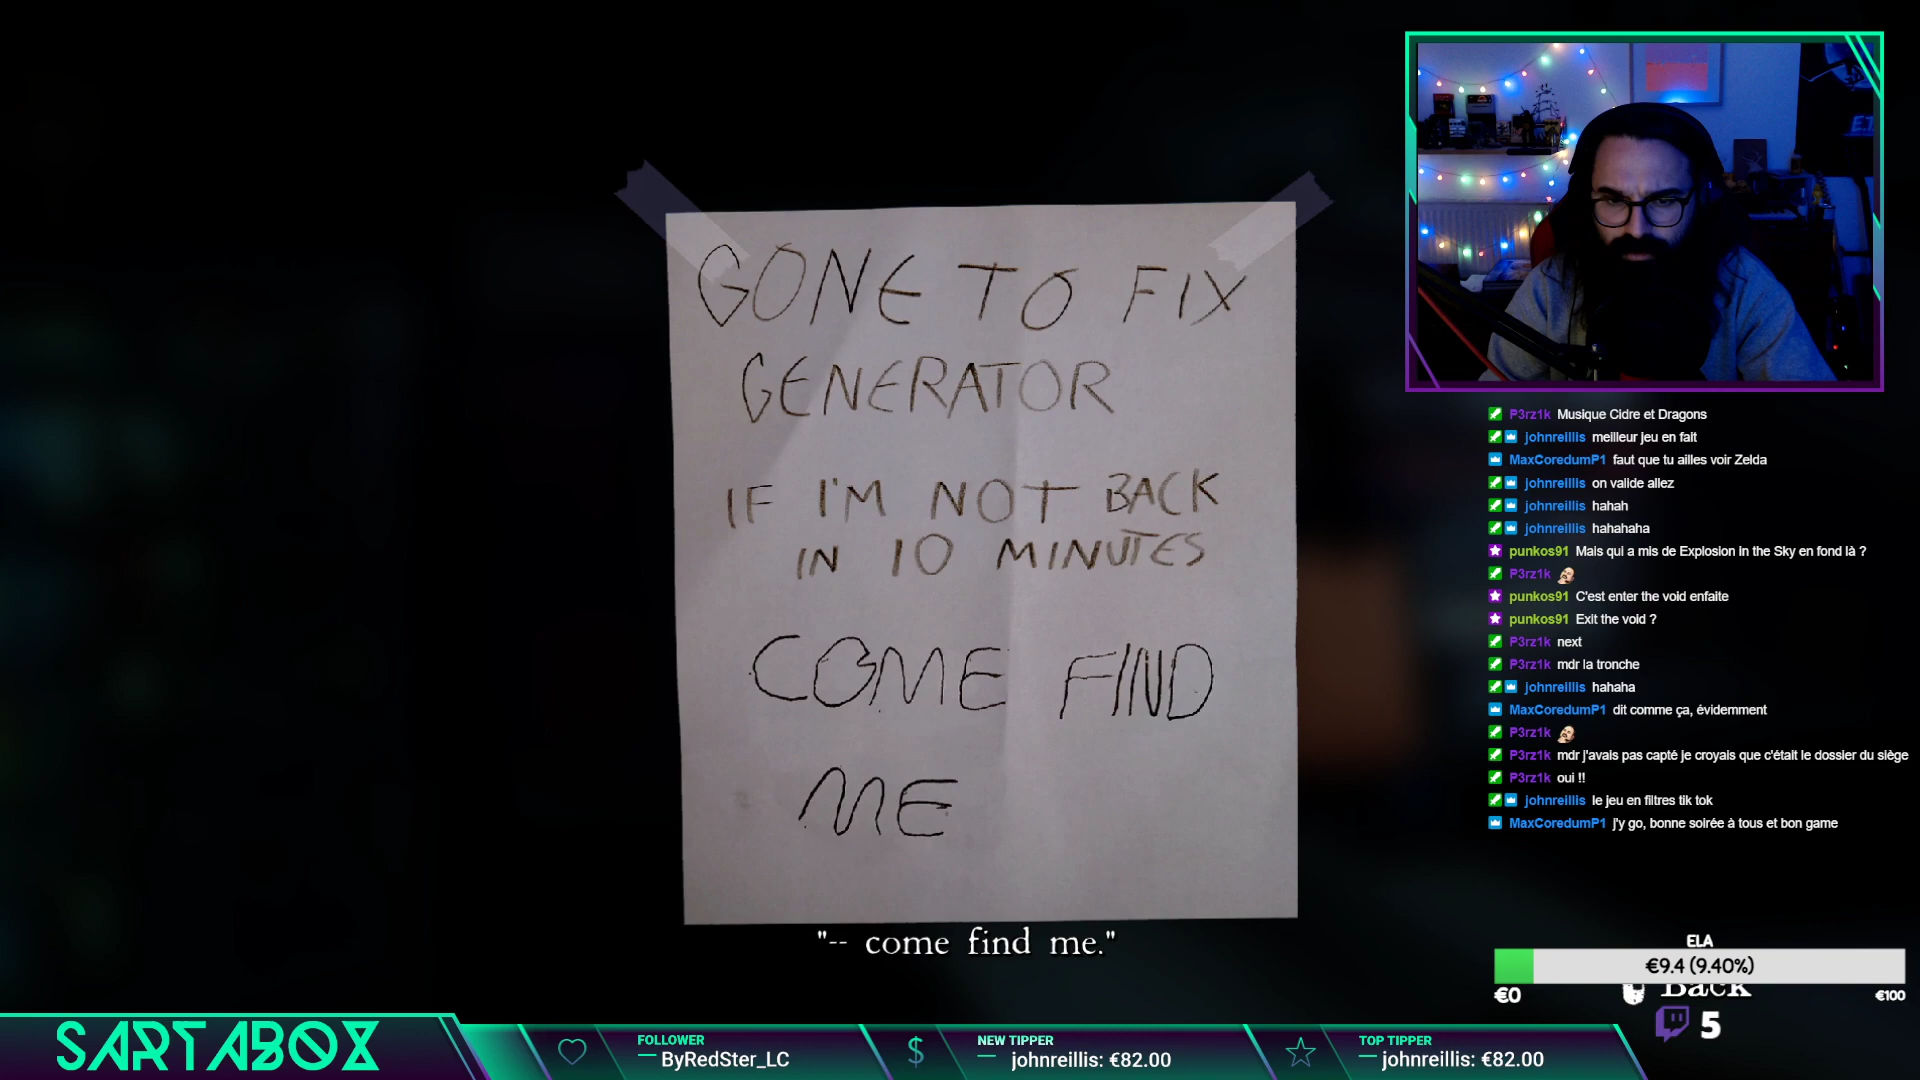 GONE TO FIX
GENERATOR
IF I'M NOT BACK
IN 10 MINUTES
COME FIND
ME
"-- come find me."
E.T.
P3rz1k Musique Cidre et Dragons
johnreillis meilleur jeu en fait
MaxCoredumP1 faut que tu ailles voir Zelda
johnreillis on valide allez
johnreillis hahah
johnreillis hahahaha
punkos91 Mais qui a mis de Explosion in the Sky en fond là ?
P3rz1k
punkos91 C'est enter the void enfaite
punkos91 Exit the void ?
P3rz1k next
P3rz1k mdr la tronche
johnreillis hahaha
MaxCoredumP1 dit comme ça, évidemment
P3rz1k
P3rz1k mdr j'avais pas capté je croyais que c'était le dossier du siège
P3rz1k oui !!
johnreillis le jeu en filtres tik tok
MaxCoredumP1 j'y go, bonne soirée à tous et bon game
ELA
€9.4 (9.40%)
€0
Back
€100
5
SARTABOX
FOLLOWER
ByRedSter_LC
$
NEW TIPPER
johnreillis: €82.00
TOP TIPPER
johnreillis: €82.00